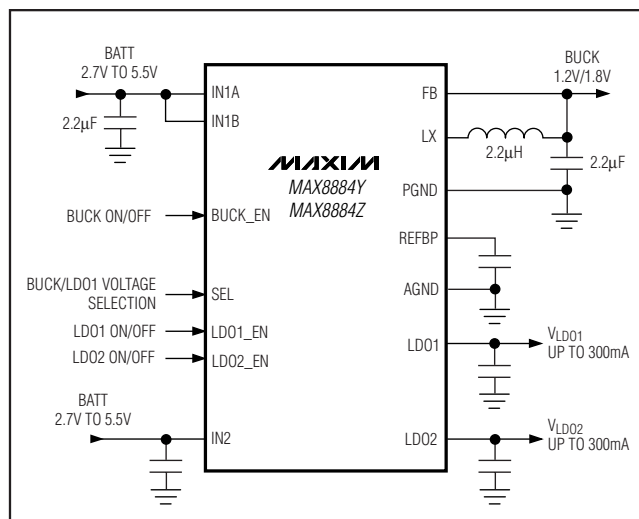 BATT
2.7V TO 5.5V
2.2µF
BUCK ON/OFF
BUCK/LDO1 VOLTAGE
SELECTION
LDO1 ON/OFF
LDO2 ON/OFF
BATT
2.7V TO 5.5V
IN1A
IN1B
BUCK_EN
SEL
LDO1_EN
LDO2_EN
IN2
MAXIM
MAX8884Y
MAX8884Z
FB
LX
PGND
REFBP
AGND
LDO1
LDO2
BUCK
1.2V/1.8V
2.2µH
2.2µF
VLDO1
UP TO 300mA
VLDO2
UP TO 300mA